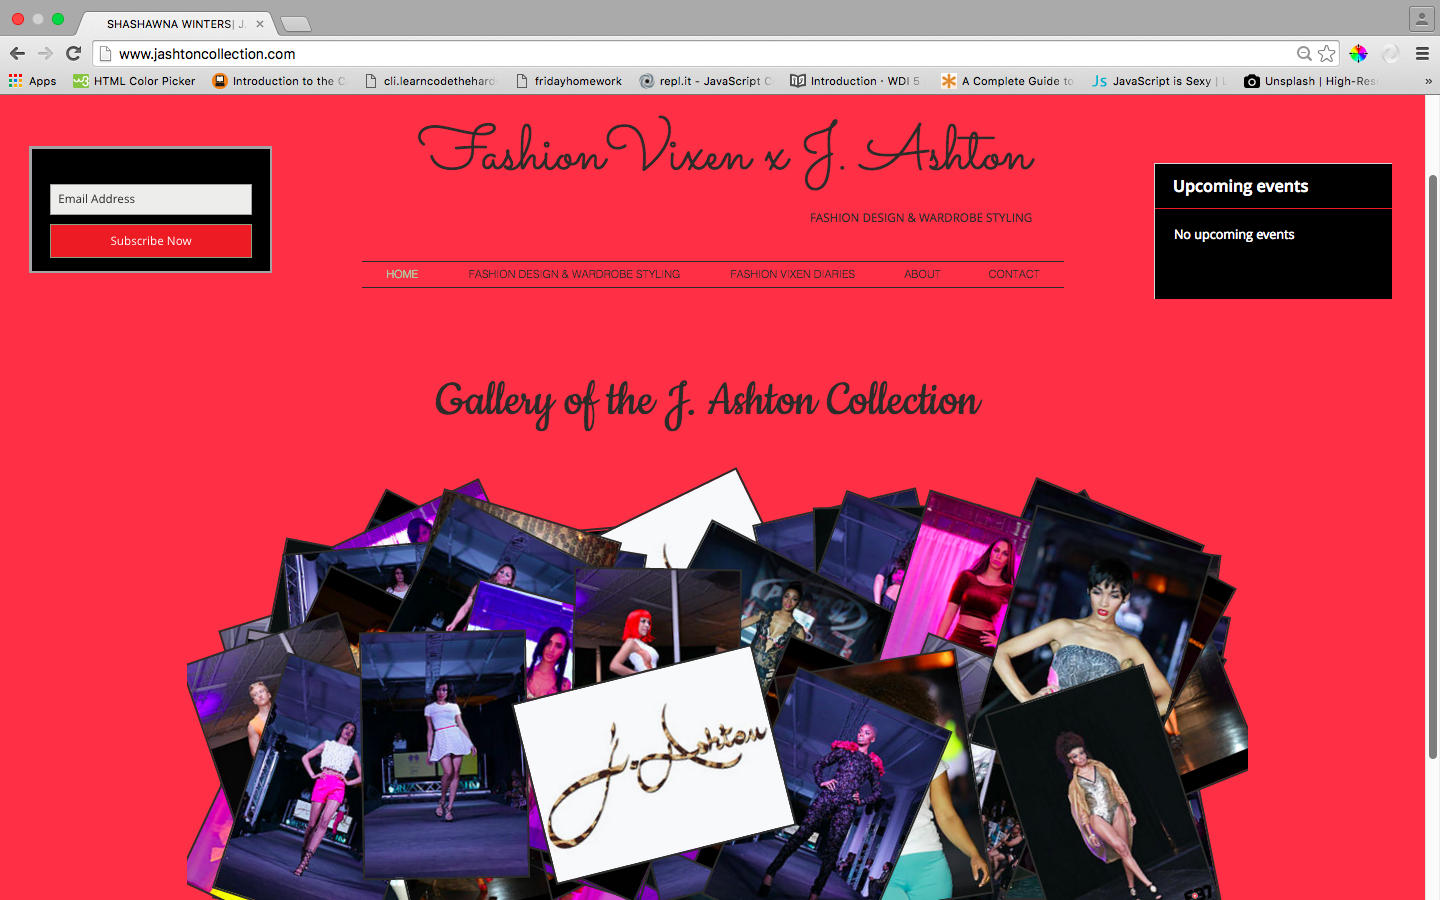 SHASHAWNA WINTERS| J.
www.jashtoncollection.com
Apps
HTML Color Picker
Introduction to the C
cli.learncodethehard
fridayhomework
repl.it - JavaScript C
Introduction · WDI 5
A Complete Guide to
JS JavaScript is Sexy | L
Unsplash | High-Res
»
Fashion Vixen x J. Ashton
FASHION DESIGN & WARDROBE STYLING
Email Address
Subscribe Now
Upcoming events
No upcoming events
HOME
FASHION DESIGN & WARDROBE STYLING
FASHION VIXEN DIARIES
ABOUT
CONTACT
Gallery of the J. Ashton Collection
J. Ashton